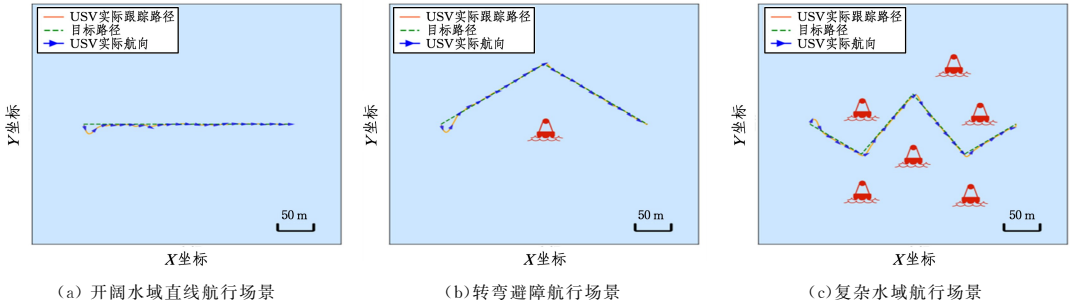 USV实际跟踪路径
目标路径
USV实际航向
Y坐标
50 m
X坐标
(a) 开阔水域直线航行场景
USV实际跟踪路径
目标路径
USV实际航向
Y坐标
50 m
X坐标
(b)转弯避障航行场景
USV实际跟踪路径
目标路径
USV实际航向
Y坐标
50 m
X坐标
(c)复杂水域航行场景